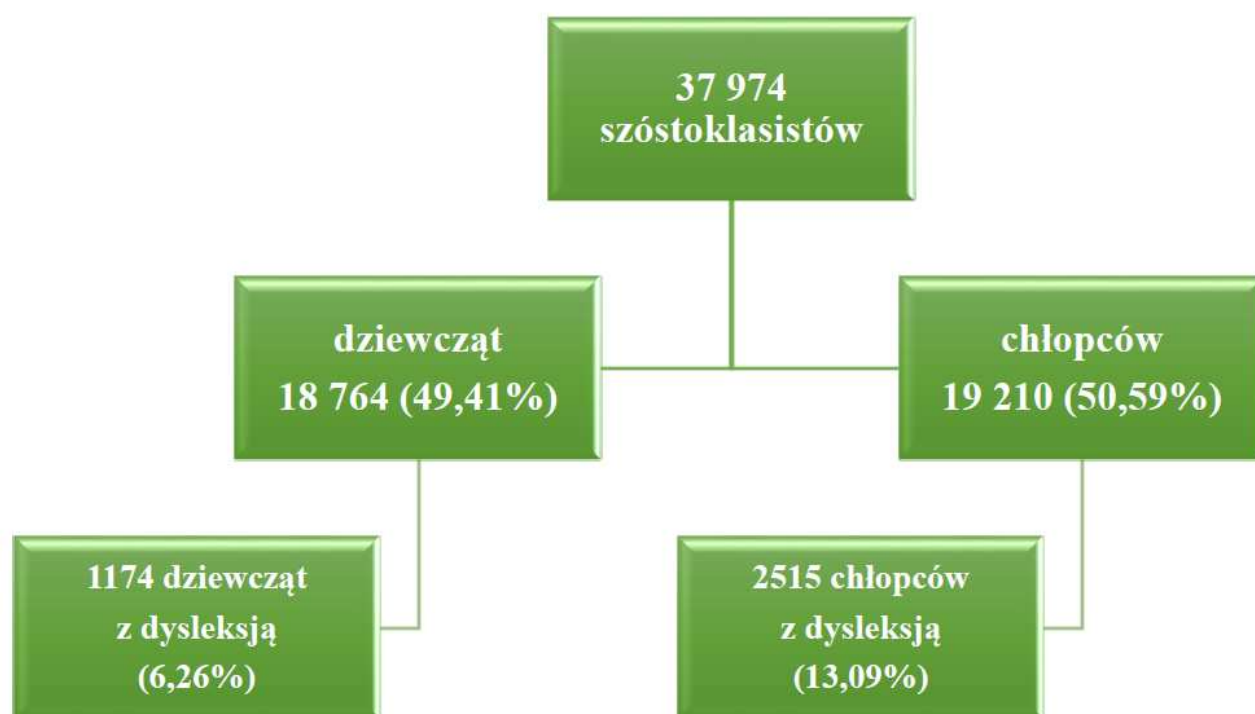 37 974
szóstoklasistów
dziewcząt
18 764 (49,41%)
chłopców
19 210 (50,59%)
1174 dziewcząt
z dysleksją
(6,26%)
2515 chłopców
z dysleksją
(13,09%)